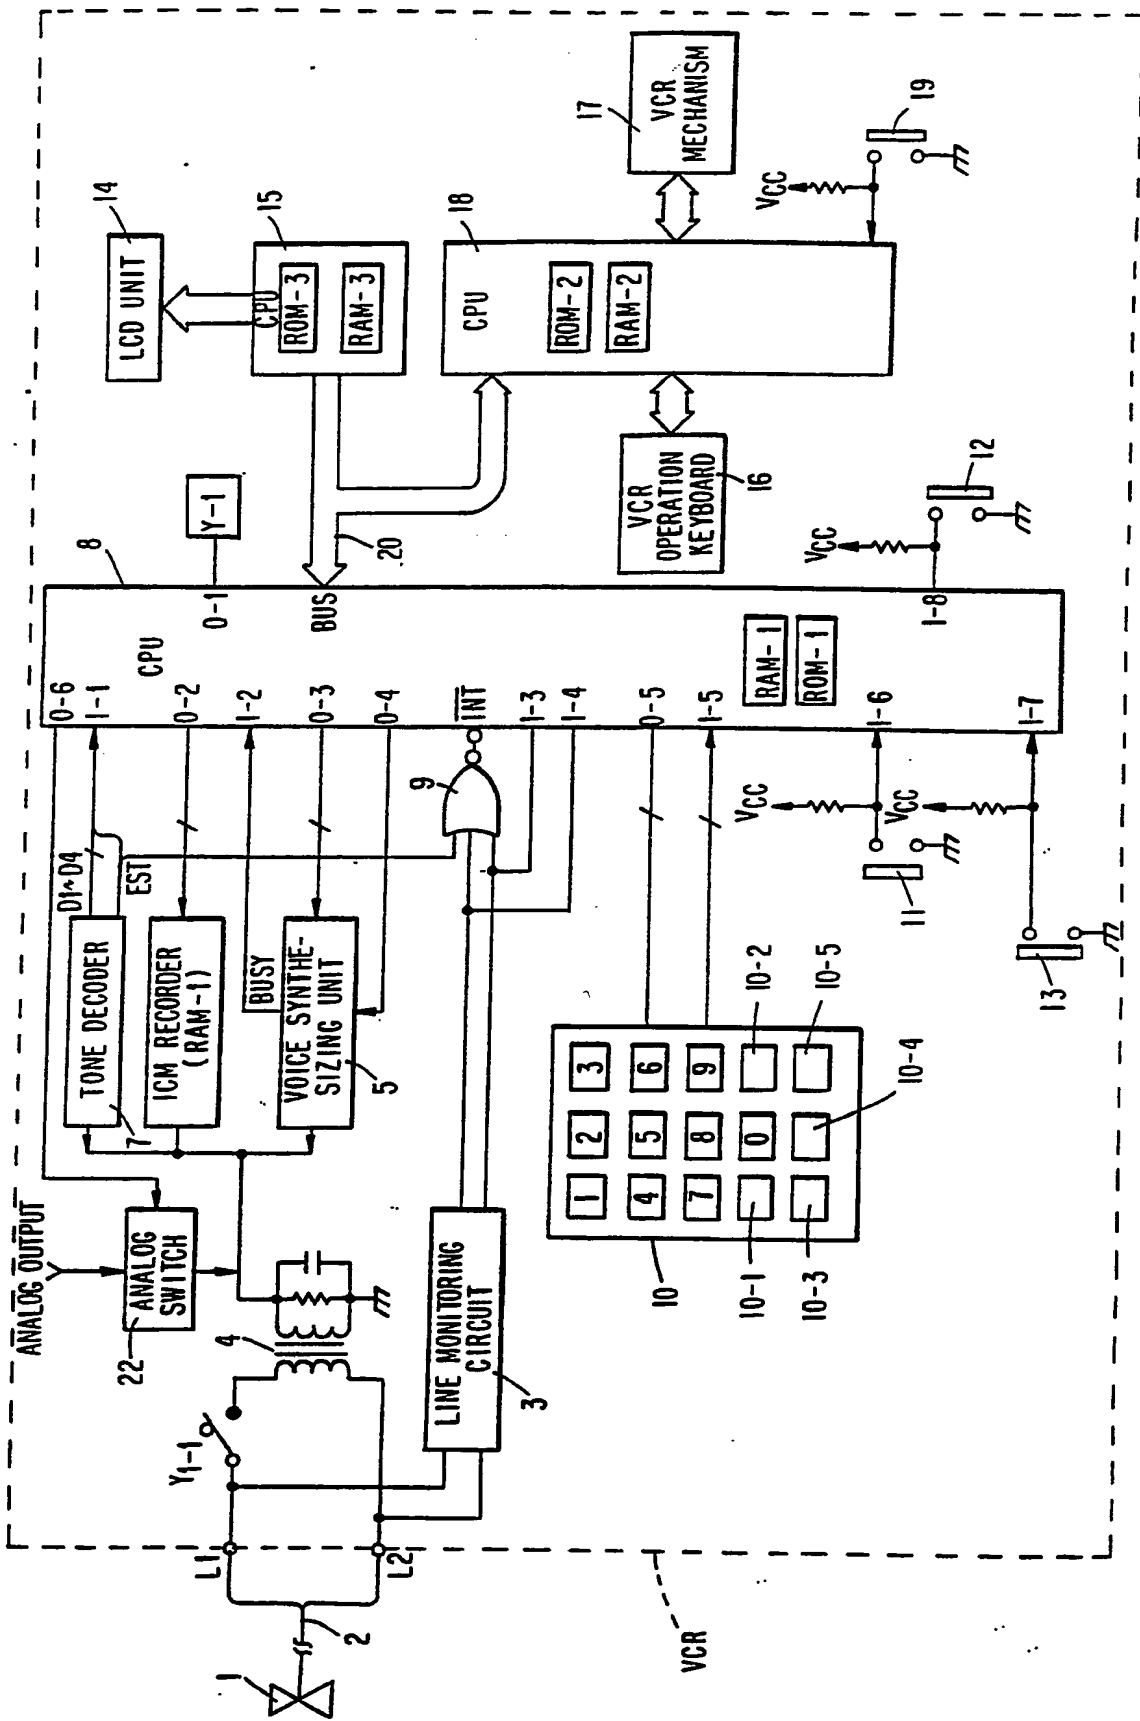 ANALOG OUTPUT
22
ANALOG
SWITCH
7
TONE DECODER
D1~D4
EST
ICM RECORDER
(RAM-1)
VOICE SYNTHE-
SIZING UNIT
5
BUSY
Y1-1
4
L1
L2
1
2
LINE MONITORING
CIRCUIT
3
9
8
CPU
0-6
1-1
0-2
1-2
0-3
0-4
INT
1-3
1-4
0-5
1-5
1-6
1-7
0-1
BUS
1-8
RAM-1
ROM-1
Y-1
20
14
LCD UNIT
15
CPU
ROM-3
RAM-3
18
CPU
ROM-2
RAM-2
17
VCR
MECHANISM
VCR
OPERATION
KEYBOARD
16
VCC
19
VCC
12
VCC
11
VCC
13
1 2 3
4 5 6
7 8 9
0
10
10-1
10-2
10-3
10-4
10-5
VCR